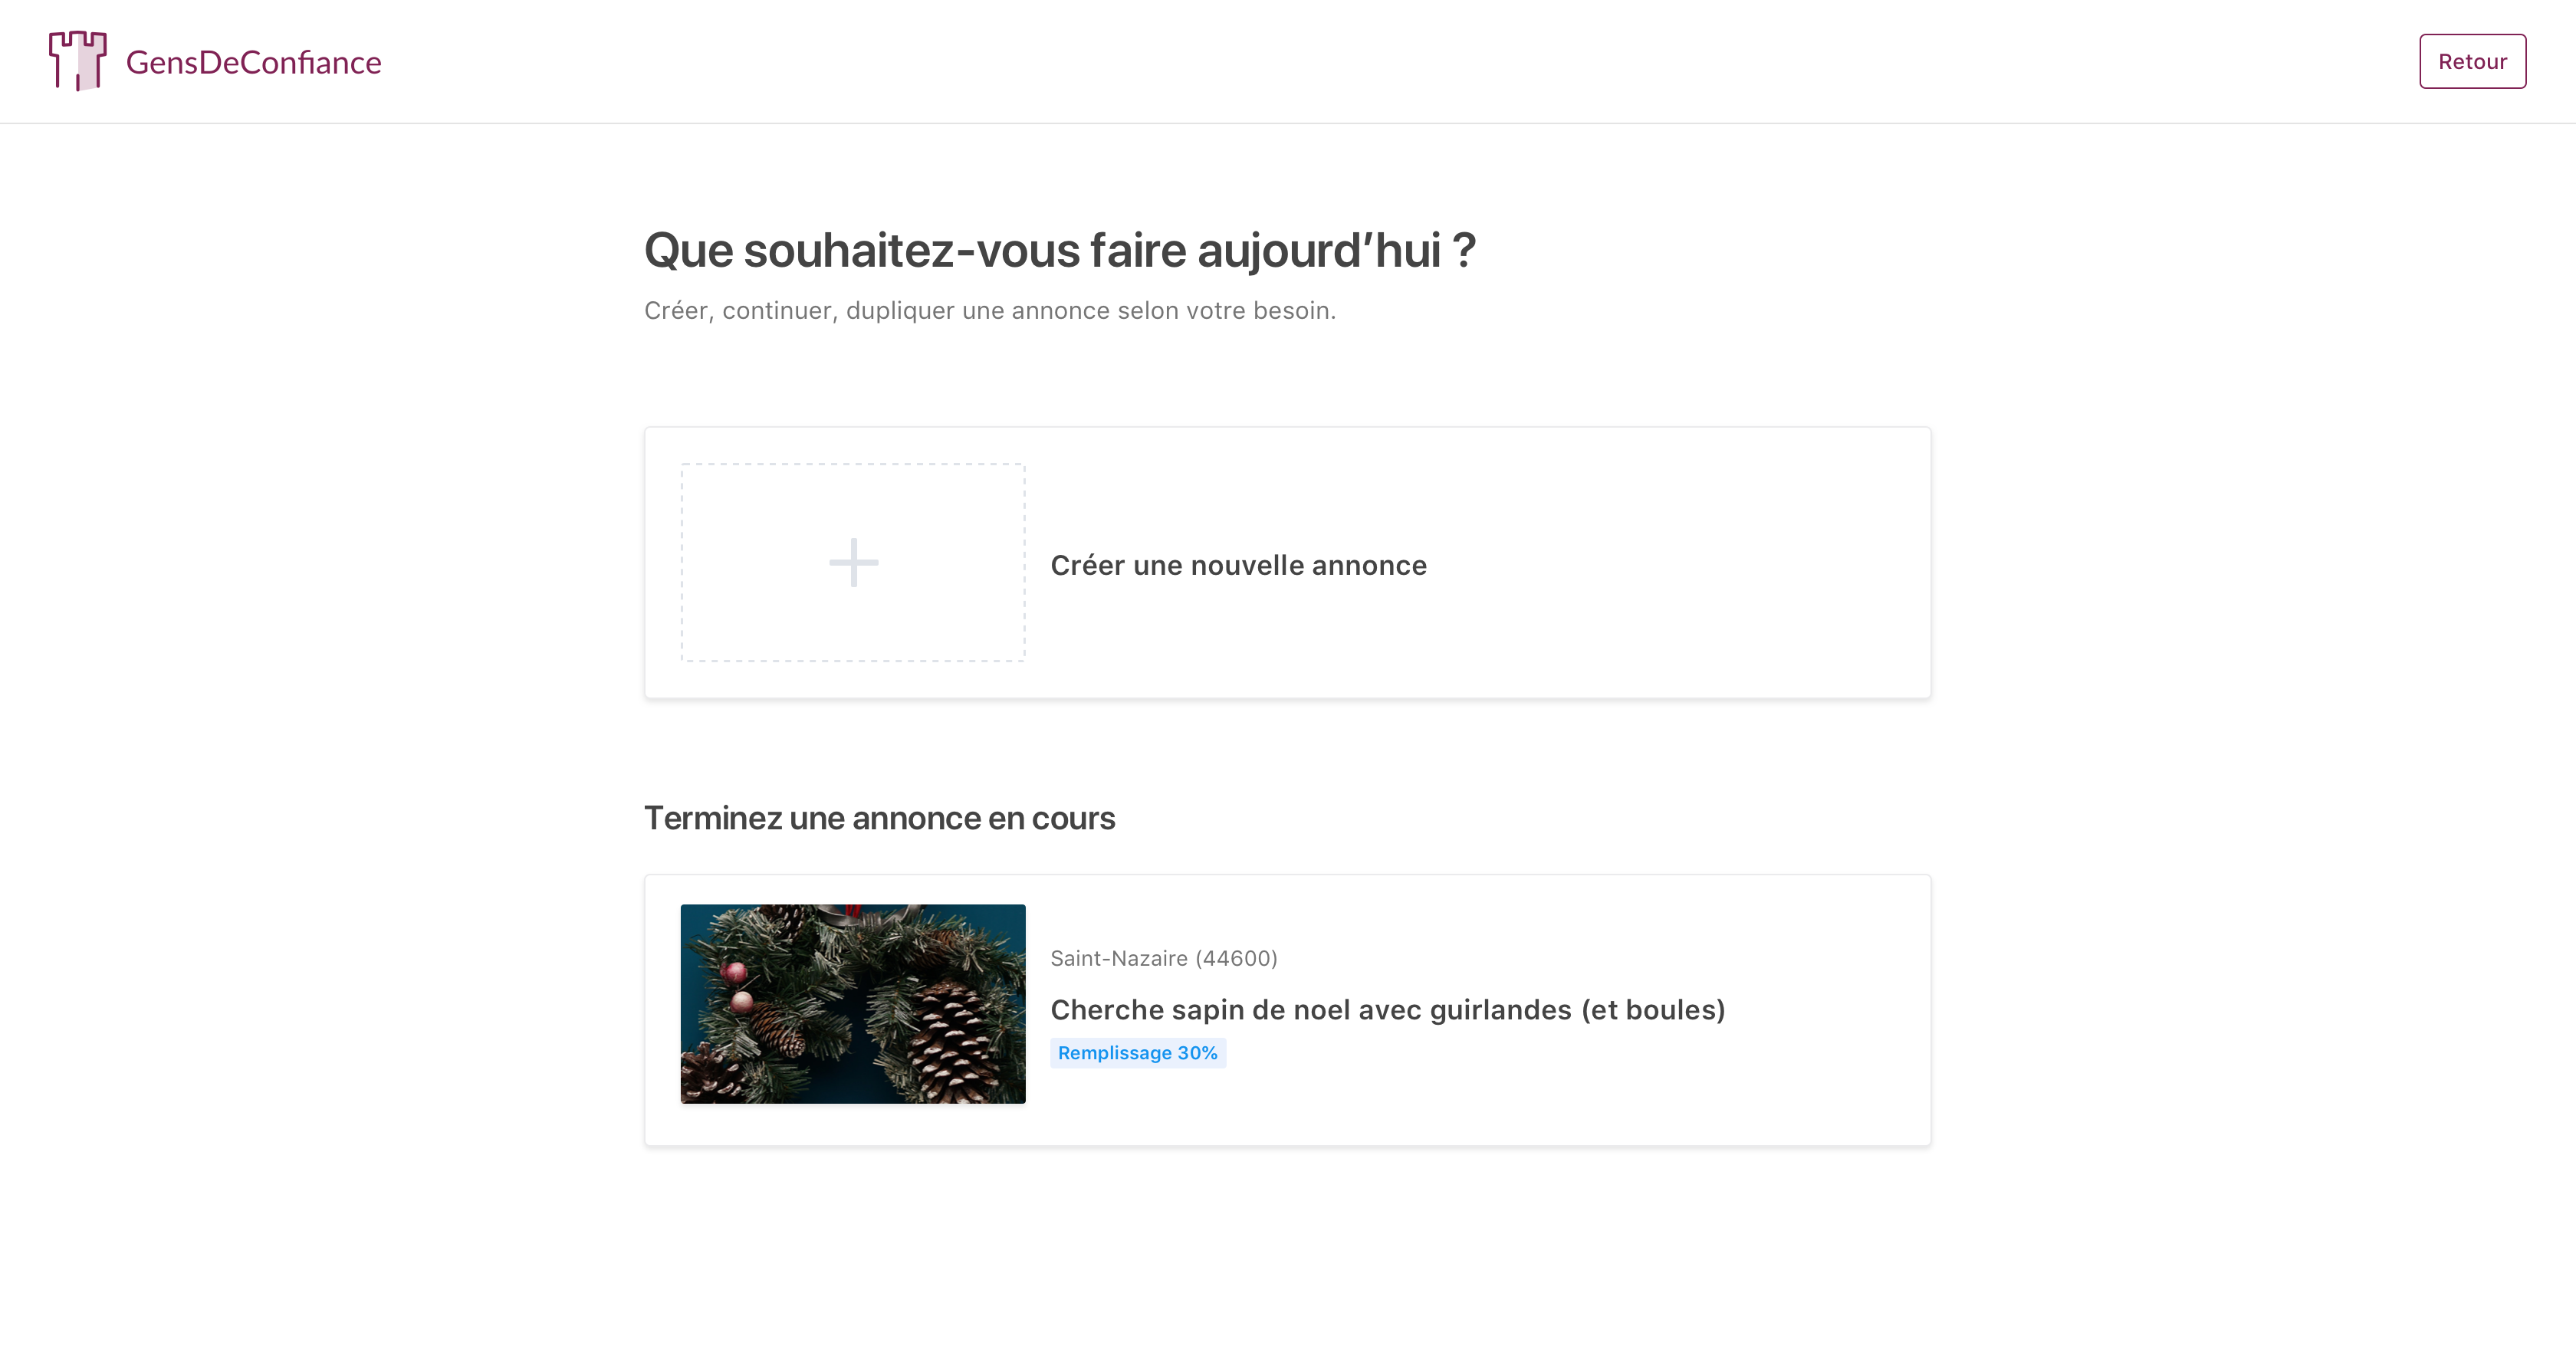 GensDeConfiance
Retour
Que souhaitez-vous faire aujourd’hui ?
Créer, continuer, dupliquer une annonce selon votre besoin.
Créer une nouvelle annonce
Terminez une annonce en cours
Saint-Nazaire (44600)
Cherche sapin de noel avec guirlandes (et boules)
Remplissage 30%